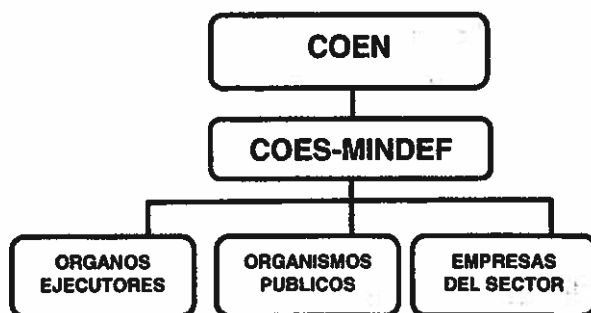 COEN
COES-MINDEF
ORGANOS
EJECUTORES
ORGANISMOS
PUBLICOS
EMPRESAS
DEL SECTOR